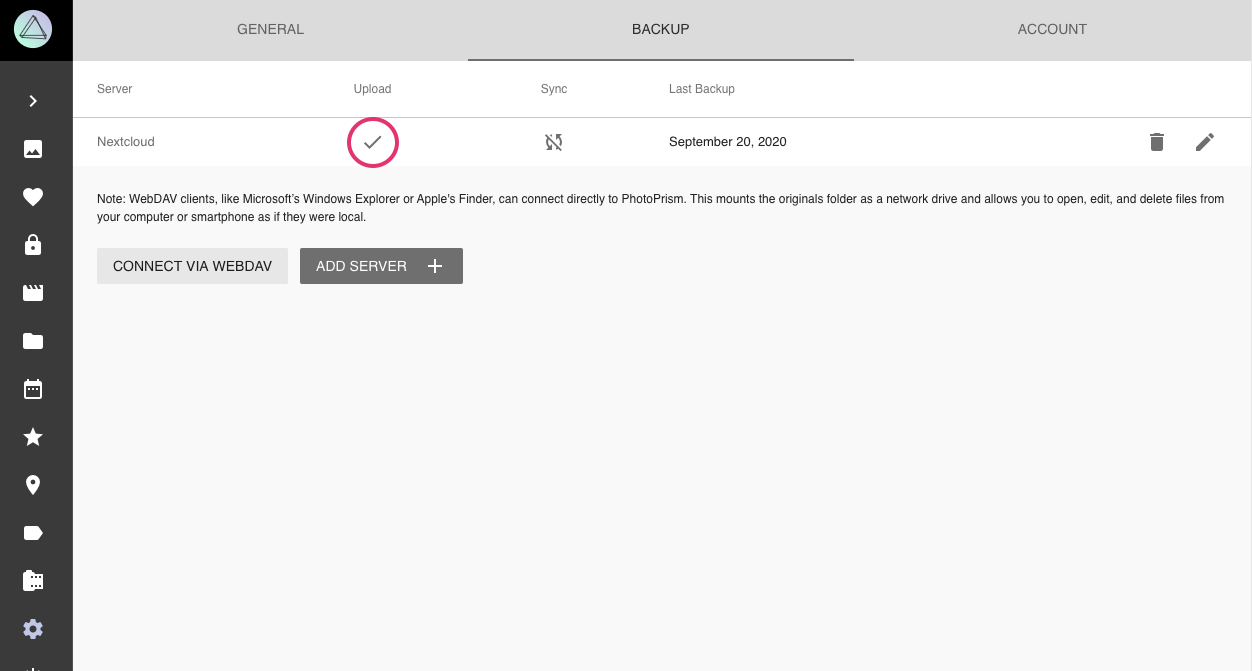 GENERAL BACKUP ACCOUNT
Server Upload Sync Last Backup
Nextcloud September 20, 2020
Note: WebDAV clients, like Microsoft's Windows Explorer or Apple's Finder, can connect directly to PhotoPrism. This mounts the originals folder as a network drive and allows you to open, edit, and delete files from
your computer or smartphone as if they were local.
CONNECT VIA WEBDAV ADD SERVER